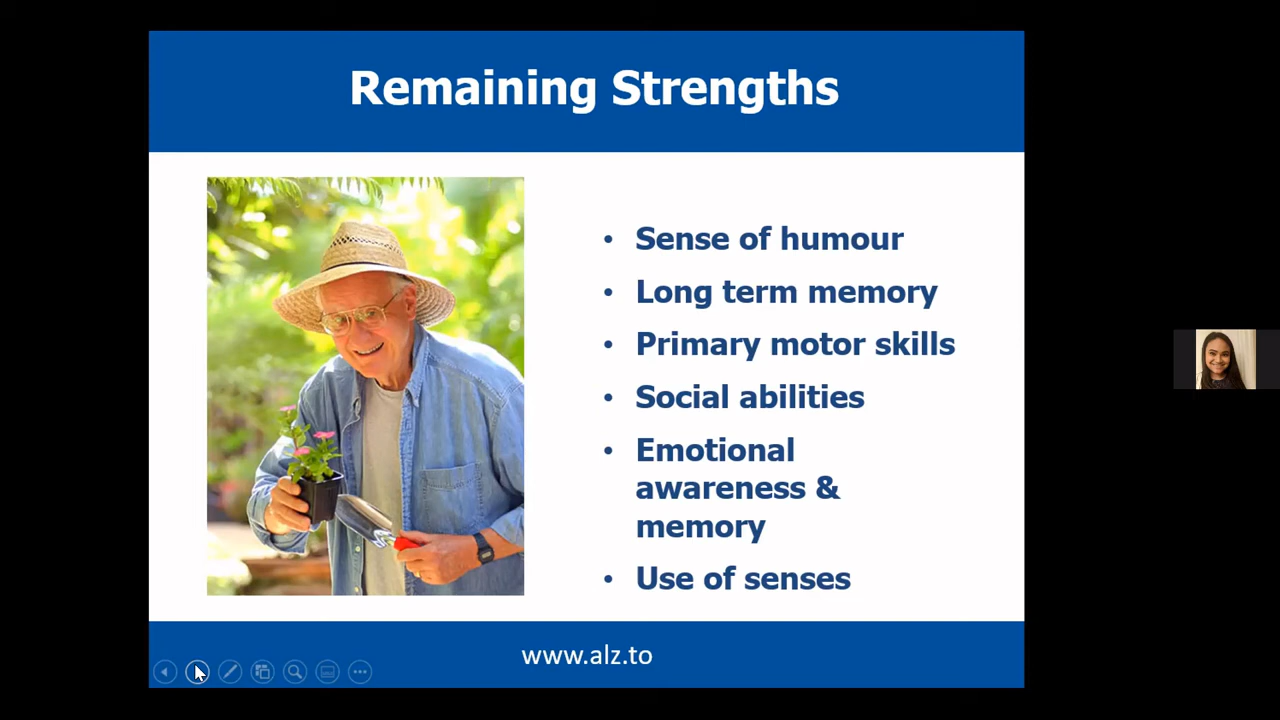 Remaining Strengths
• Sense of humour
• Long term memory
• Primary motor skills
• Social abilities
• Emotional
awareness &
memory
• Use of senses
www.alz.to